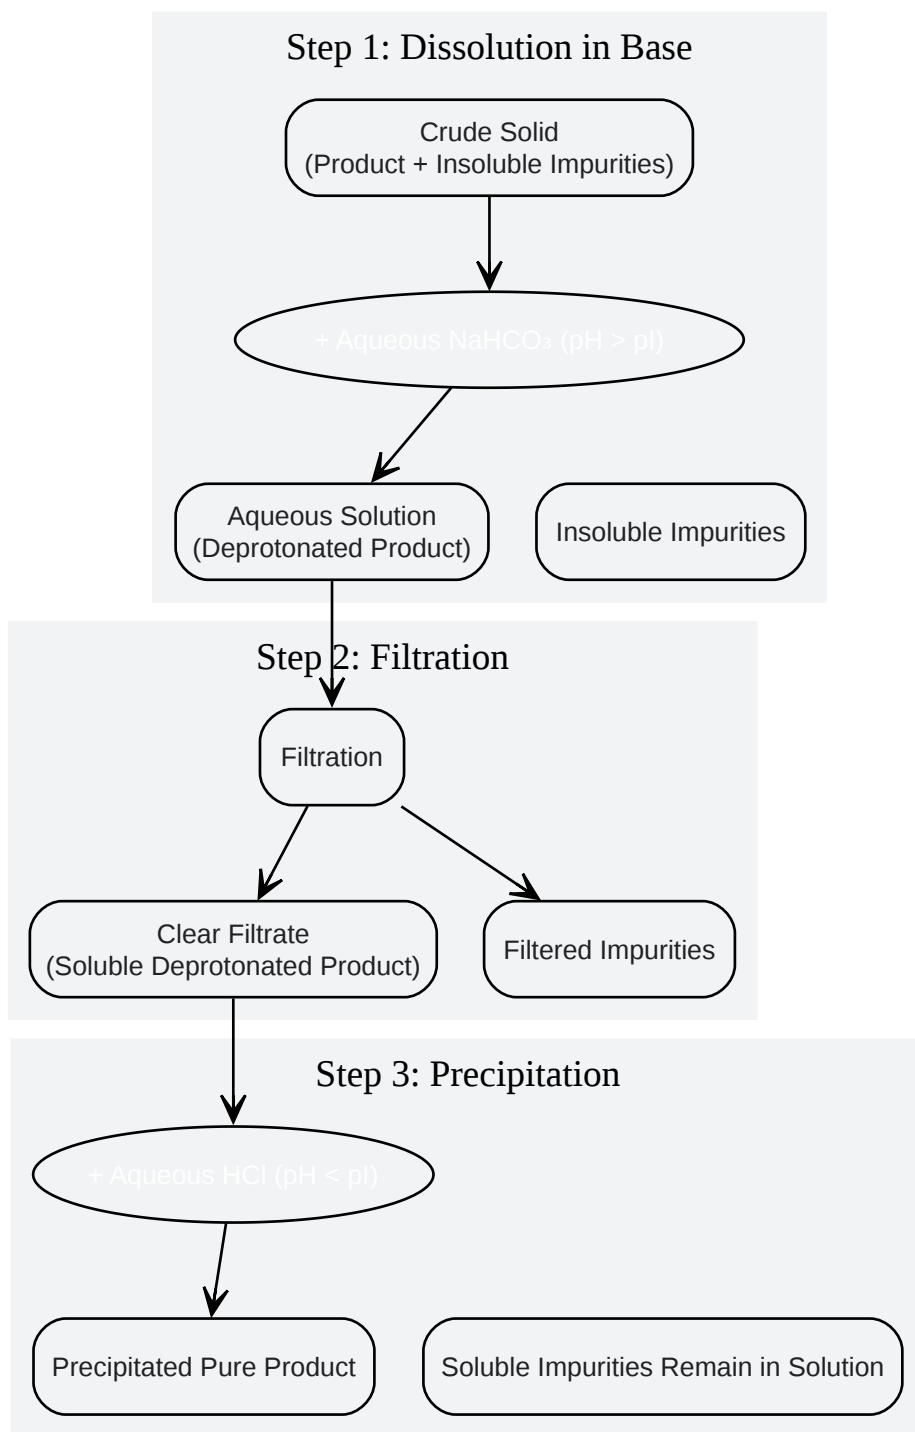 Step 1: Dissolution in Base
Crude Solid
(Product + Insoluble Impurities)
+ Aqueous NaHCO₃ (pH > pI)
Aqueous Solution
(Deprotonated Product)
Insoluble Impurities
Step 2: Filtration
Filtration
Clear Filtrate
(Soluble Deprotonated Product)
Filtered Impurities
Step 3: Precipitation
+ Aqueous HCl (pH < pI)
Precipitated Pure Product
Soluble Impurities Remain in Solution